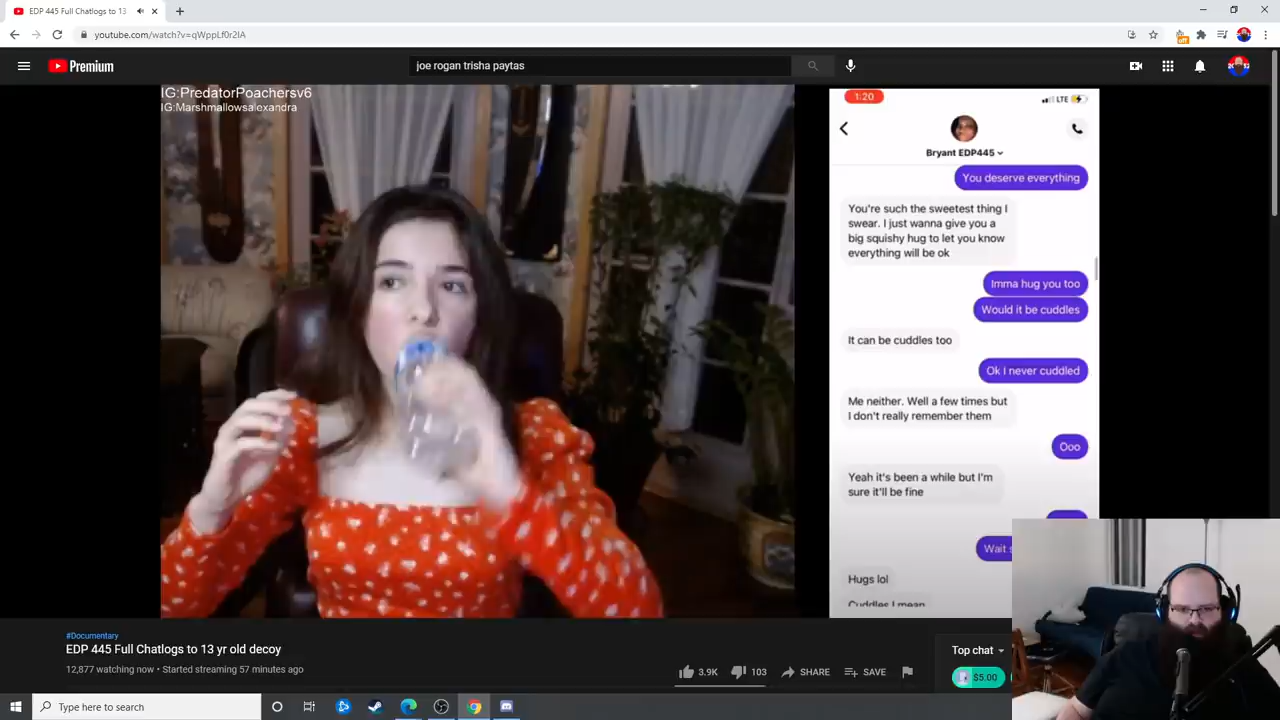 EDP 445 Full Chatlogs to 13
youtube.com/watch?v=qWppLf0r2IA
Premium
joe rogan trisha paytas
IG:PredatorPoachersv6
IG:Marshmallowsalexandra
1:20
LTE
Bryant EDP445
You deserve everything
You're such the sweetest thing I
swear. I just wanna give you a
big squishy hug to let you know
everything will be ok
Imma hug you too
Would it be cuddles
It can be cuddles too
Ok I never cuddled
Me neither. Well a few times but
I don't really remember them
Ooo
Yeah it's been a while but I'm
sure it'll be fine
Wait
Hugs lol
Cuddles I mean
#Documentary
EDP 445 Full Chatlogs to 13 yr old decoy
12,877 watching now • Started streaming 57 minutes ago
3.9K
103
SHARE
SAVE
Top chat
$5.00
Type here to search